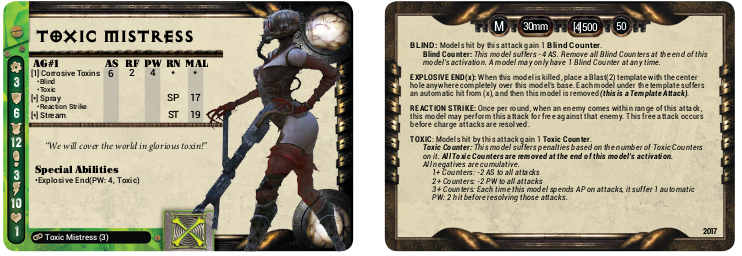 TOXIC MISTRESS
AG#1 AS RF PW RN MAL
[1] Corrosive Toxins 6 2 4 * *
•Blind
•Toxic
[•] Spray SP 17
•Reaction Strike
[•] Stream ST 19
3
6
12
3
10
1
"We will cover the world in glorious toxin!"
Special Abilities
•Explosive End(PW: 4, Toxic)
Toxic Mistress (3)
M 30mm [4]500 50
BLIND: Models hit by this attack gain 1 Blind Counter.
Blind Counter: This model suffers -4 AS. Remove all Blind Counters at the end of this
model's activation. A model may only have 1 Blind Counter at any time.
EXPLOSIVE END(x): When this model is killed, place a Blast(2) template with the center
hole anywhere completely over this model's base. Each model under the template suffers
an automatic hit from (x), and then this model is removed(this is a Template Attack).
REACTION STRIKE: Once per round, when an enemy comes within range of this attack,
this model may perform this attack for free against that enemy. This free attack occurs
before charge attacks are resolved.
TOXIC: Models hit by this attack gain 1 Toxic Counter.
Toxic Counter: This model suffers penalties based on the number of Toxic Counters
on it. All Toxic Counters are removed at the end of this model's activation.
All negatives are cumulative.
1+ Counters: -2 AS to all attacks
2+ Counters: -2 PW to all attacks
3+ Counters: Each time this model spends AP on attacks, it suffer 1 automatic
PW: 2 hit before resolving those attacks.
2017